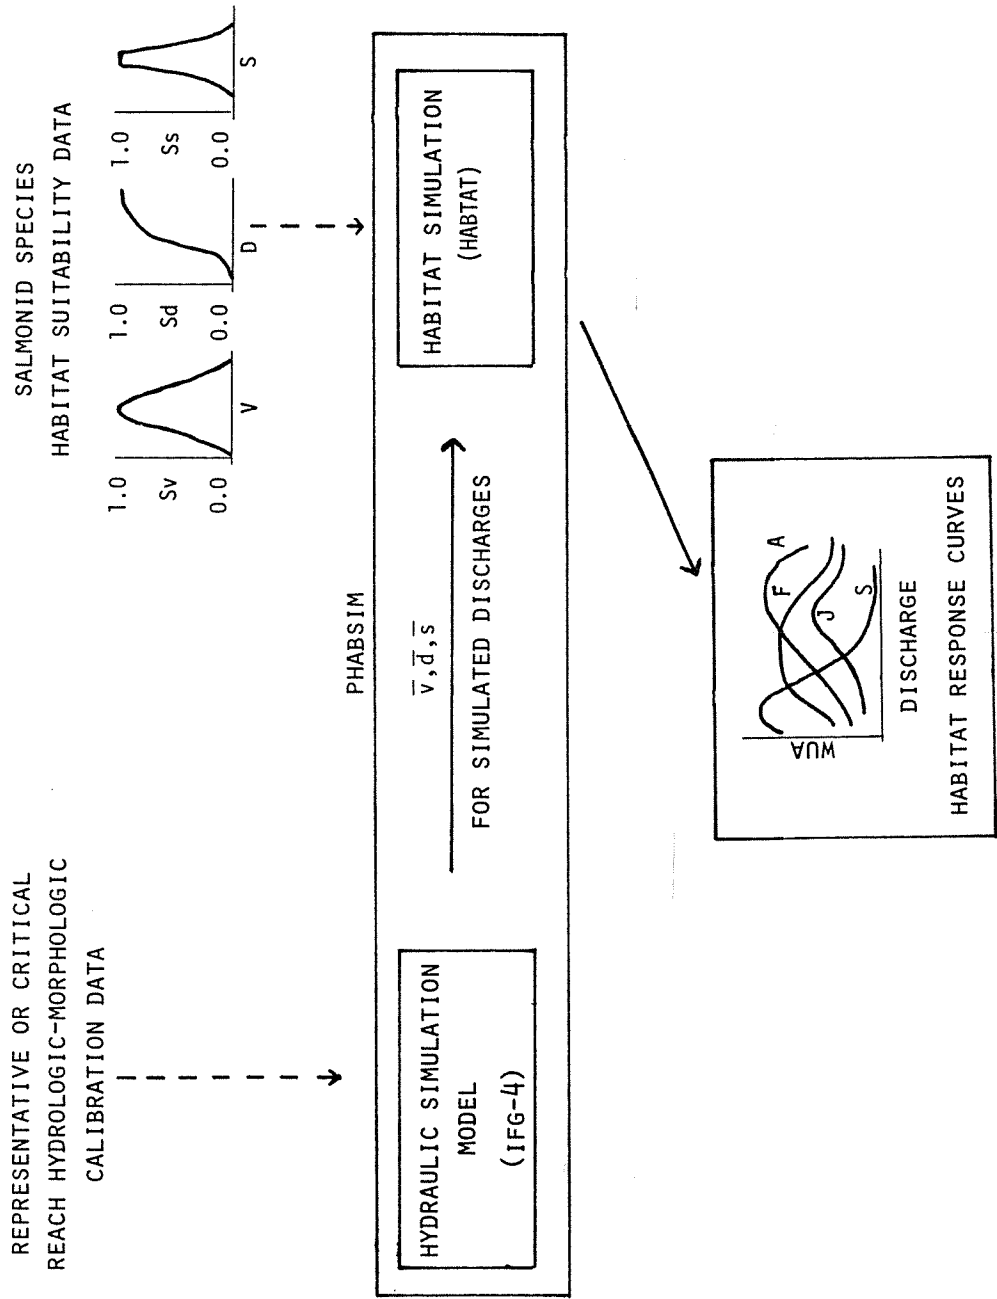 REPRESENTATIVE OR CRITICAL
REACH HYDROLOGIC-MORPHOLOGIC
CALIBRATION DATA
SALMONID SPECIES
HABITAT SUITABILITY DATA
1.0
Sv
0.0
V
1.0
Sd
0.0
D
1.0
Ss
0.0
S
PHABSIM
HYDRAULIC SIMULATION
MODEL
(IFG-4)
v̅,d̅,s̅
FOR SIMULATED DISCHARGES
HABITAT SIMULATION
(HABTAT)
WUA
A
F
J
S
DISCHARGE
HABITAT RESPONSE CURVES